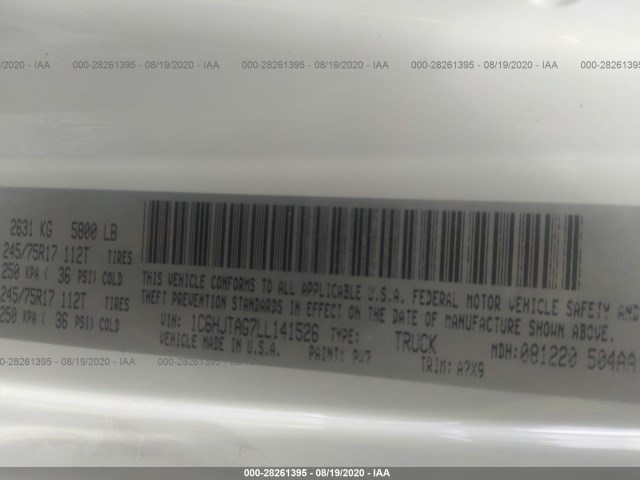 /2020 - IAA 000-28261395 - 08/19/2020 - IAA 000-28261395 - 08/19/2020 - IAA 000-28261395
2631 KG 5800 LB
245/75R17 112T TIRES
250 KPA( 36 PSI) COLD
245/75R17 112T TIRES
250 KPA( 36 PSI) COLD
THIS VEHICLE CONFORMS TO ALL APPLICABLE U.S.A. FEDERAL MOTOR VEHICLE SAFETY AND
THEFT PREVENTION STANDARDS IN EFFECT ON THE DATE OF MANUFACTURE SHOWN ABOVE.
VIN: 1C6HJTAG7LL141526 TYPE: TRUCK MDH: 081220 504AA
VEHICLE MADE IN U.S.A. PAINT: PW7 TRIM: A7X9
/2020 - IAA 000-28261395 - 08/19/2020 - IAA 000-28261395 - 08/19/2020 - IAA 000-28261395
000-28261395 - 08/19/2020 - IAA